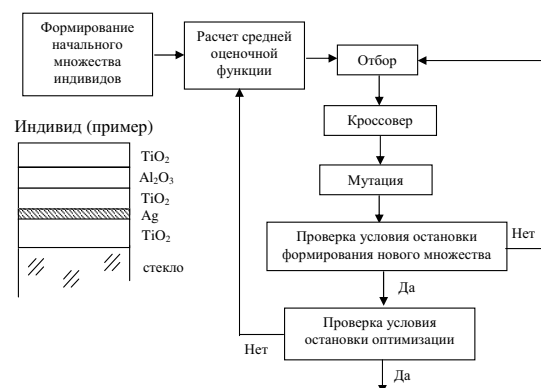 Формирование
начального
множества
индивидов
Расчет средней
оценочной
функции
Отбор
Кроссовер
Мутация
Проверка условия остановки
формирования нового множества
Нет
Да
Проверка условия
остановки оптимизации
Нет
Да
Индивид (пример)
TiO₂
Al₂O₃
TiO₂
Ag
TiO₂
стекло